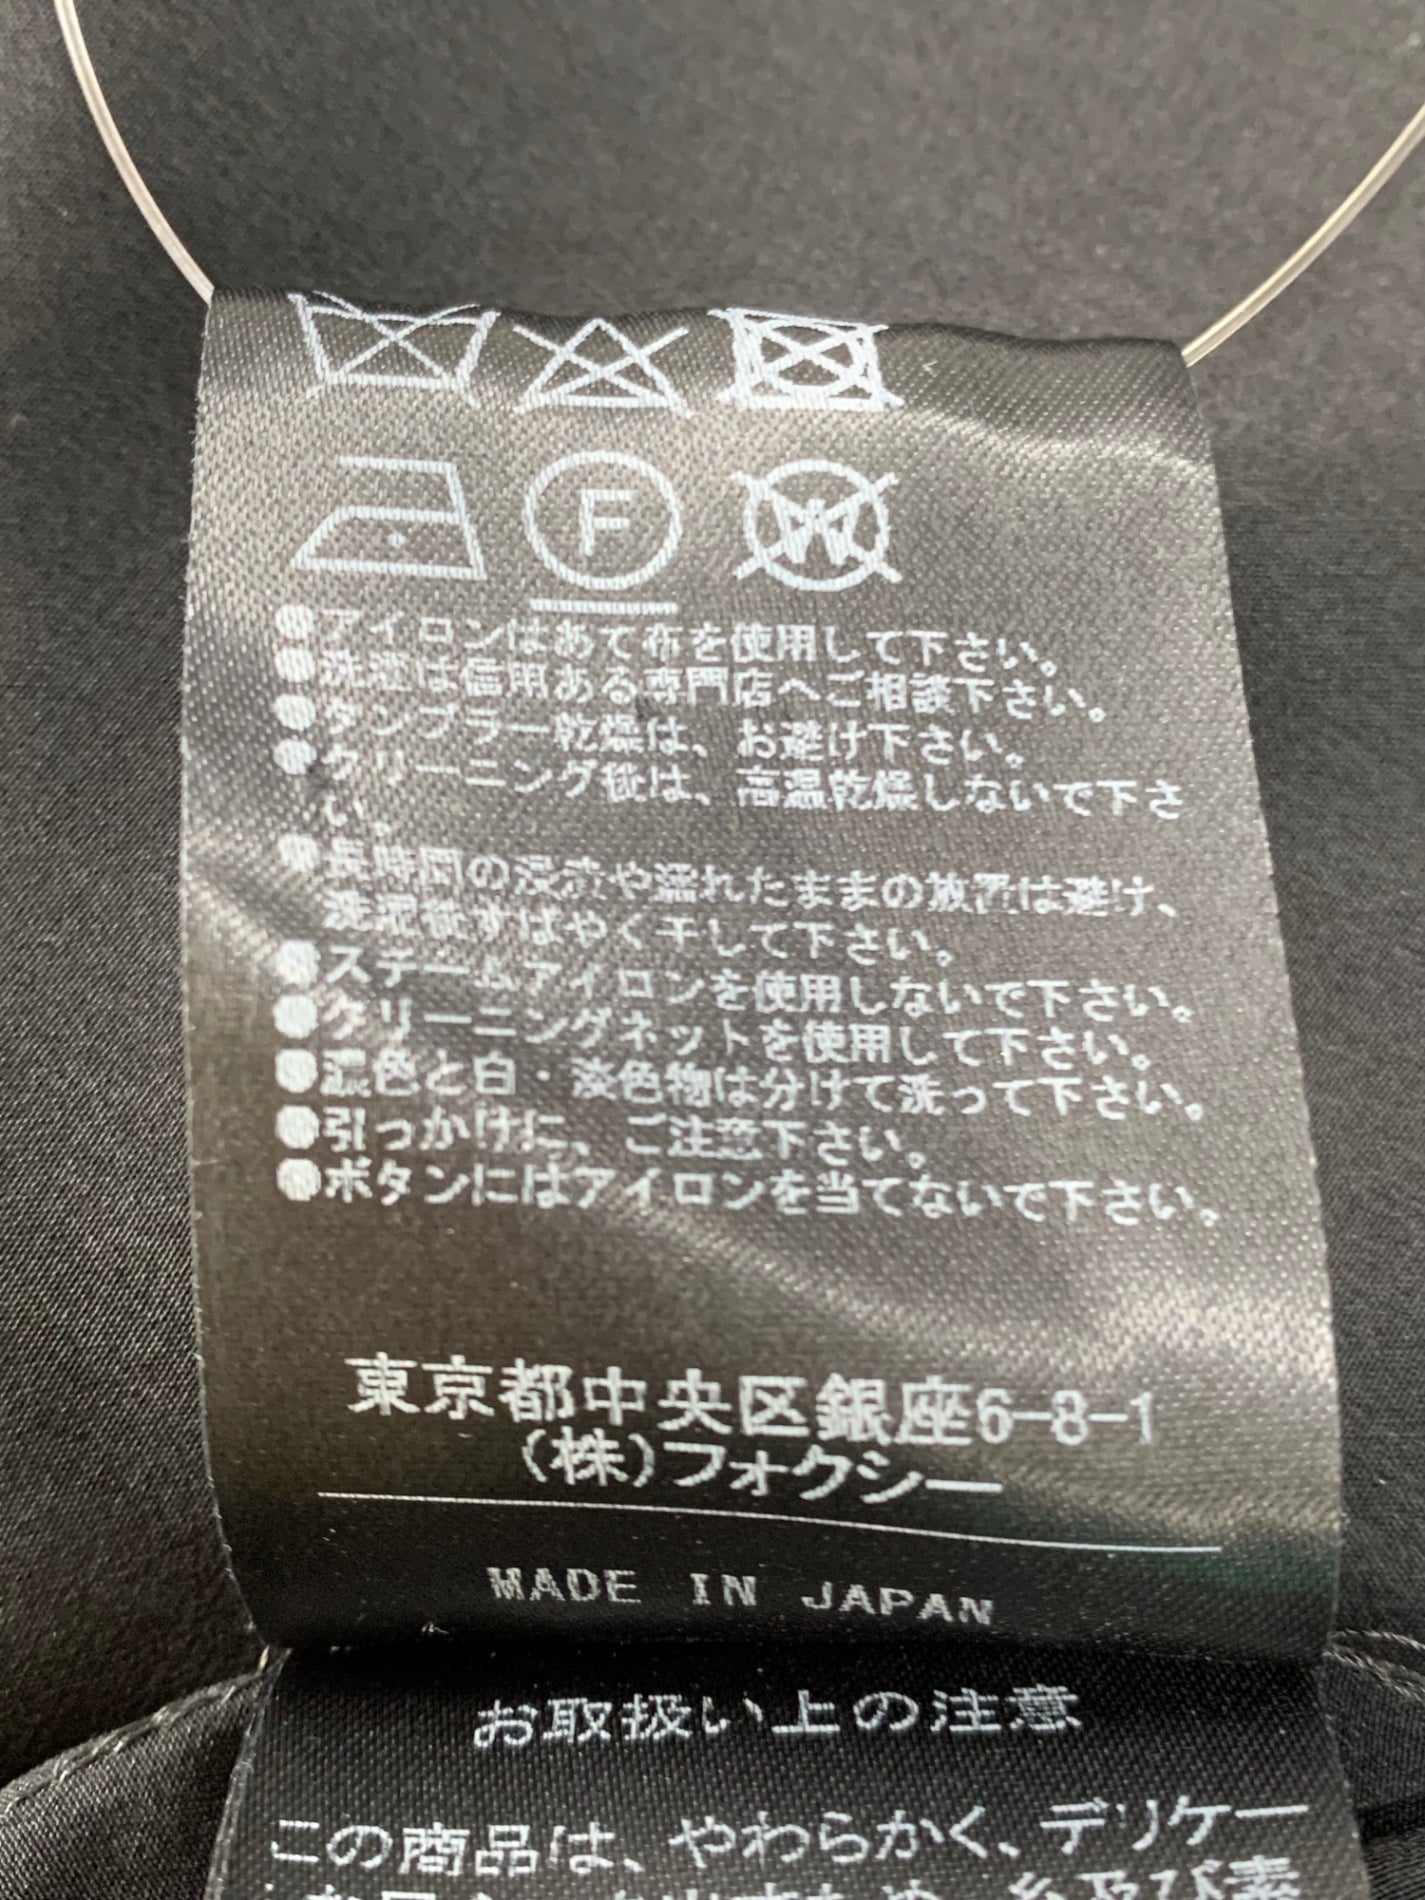 F
W
●アイロンはあて布を使用して下さい。
●洗濯は信用ある専門店へご相談下さい。
●タンブラー乾燥は、お避け下さい。
●クリーニング後は、高温乾燥しないで下さ
い。
●長時間の浸漬や濡れたままの放置は避け、
洗濯後すばやく干して下さい。
●スチームアイロンを使用しないで下さい。
●クリーニングネットを使用して下さい。
●濃色と白・淡色物は分けて洗って下さい。
●引っかけに、ご注意下さい。
●ボタンにはアイロンを当てないで下さい。
東京都中央区銀座6-8-1
(株)フォクシー
MADE IN JAPAN
お取扱い上の注意
この商品は、やわらかく、デリケー